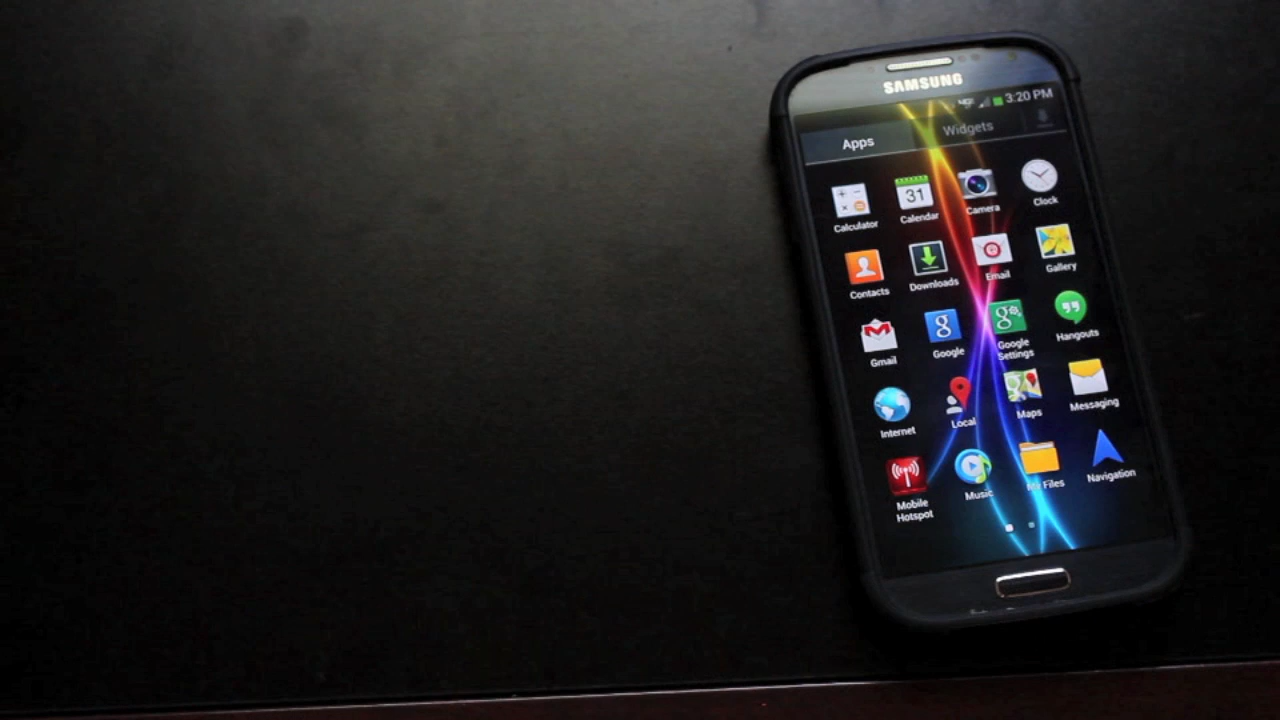 SAMSUNG
3:20 PM
Apps
Widgets
31
Calculator
Calendar
Camera
Clock
Contacts
Downloads
Email
Gallery
g
g
Gmail
Google
Google
Settings
Hangouts
Internet
Local
Maps
Messaging
Mobile
Hotspot
Music
My Files
Navigation